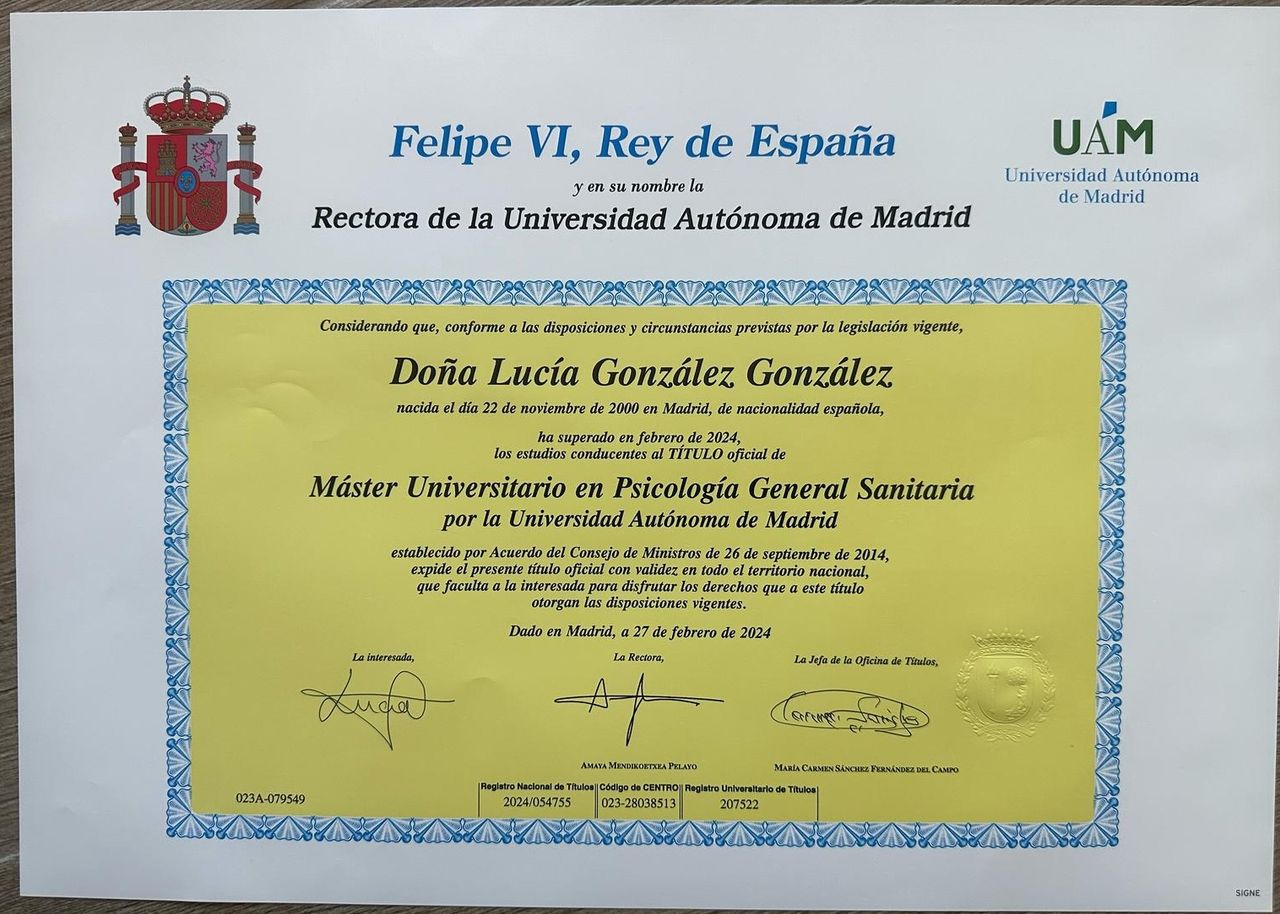 Felipe VI, Rey de España
y en su nombre la
Rectora de la Universidad Autónoma de Madrid
UAM
Universidad Autónoma
de Madrid
Considerando que, conforme a las disposiciones y circunstancias previstas por la legislación vigente,
Doña Lucía González González
nacida el día 22 de noviembre de 2000 en Madrid, de nacionalidad española,
ha superado en febrero de 2024,
los estudios conducentes al TÍTULO oficial de
Máster Universitario en Psicología General Sanitaria
por la Universidad Autónoma de Madrid
establecido por Acuerdo del Consejo de Ministros de 26 de septiembre de 2014,
expide el presente título oficial con validez en todo el territorio nacional,
que faculta a la interesada para disfrutar los derechos que a este título
otorgan las disposiciones vigentes.
Dado en Madrid, a 27 de febrero de 2024
La interesada,
La Rectora,
La Jefa de la Oficina de Títulos,
Lucía
AMAYA MENDIKOETXEA PELAYO
MARÍA CARMEN SÁNCHEZ FERNÁNDEZ DEL CAMPO
023A-079549
Registro Nacional de Títulos
2024/054755
Código de CENTRO
023-28038513
Registro Universitario de Títulos
207522
SIGNE